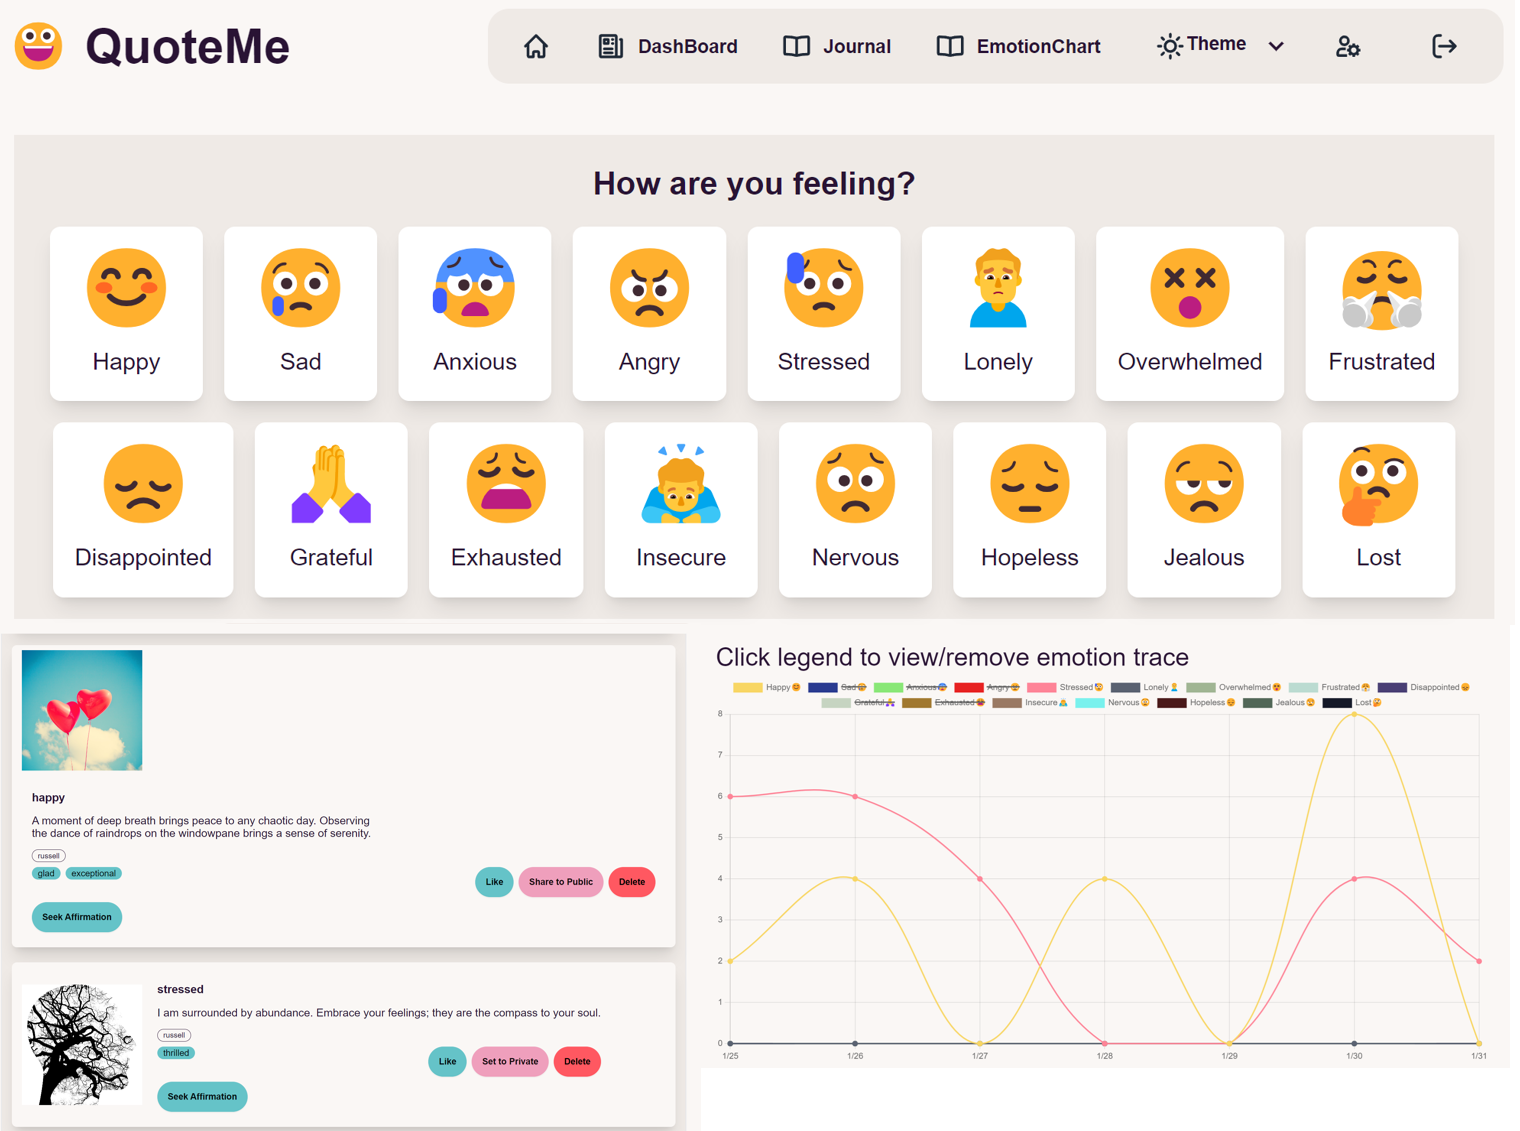 QuoteMe
DashBoard Journal EmotionChart Theme
How are you feeling?
Happy Sad Anxious Angry Stressed Lonely Overwhelmed Frustrated
Disappointed Grateful Exhausted Insecure Nervous Hopeless Jealous Lost
happy
A moment of deep breath brings peace to any chaotic day. Observing
the dance of raindrops on the windowpane brings a sense of serenity.
russell
glad exceptional
Like Share to Public Delete
Seek Affirmation
stressed
I am surrounded by abundance. Embrace your feelings; they are the compass to your soul.
russell
thrilled
Like Set to Private Delete
Seek Affirmation
Click legend to view/remove emotion trace
Happy Sad Anxious Angry Stressed Lonely Overwhelmed Frustrated Disappointed
Grateful Exhausted Insecure Nervous Hopeless Jealous Lost
8
7
6
5
4
3
2
1
0
1/25 1/26 1/27 1/28 1/29 1/30 1/31